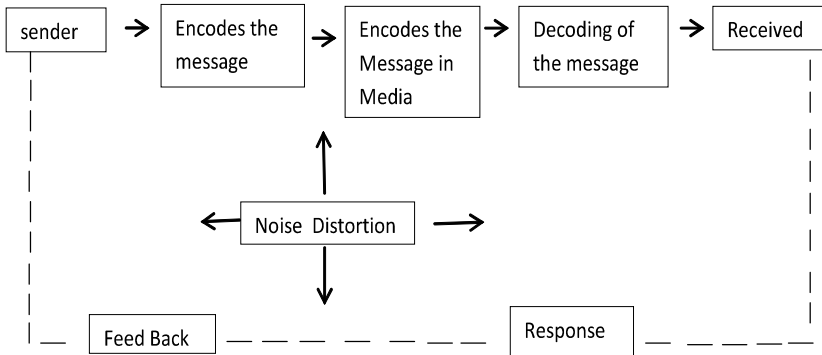 sender
Encodes the
message
Encodes the
Message in
Media
Decoding of
the message
Received
Noise Distortion
Feed Back
Response